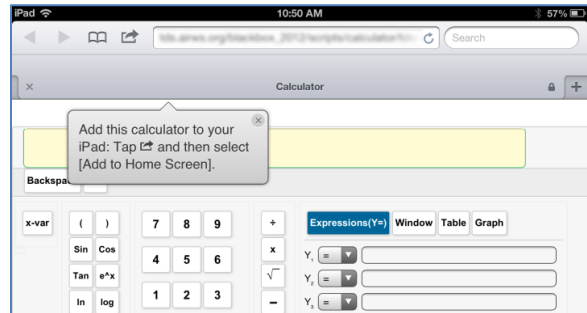 iPad 10:50 AM 57%
Search
× Calculator +
Add this calculator to your
iPad: Tap and then select
[Add to Home Screen].
Backspa
x-var ( ) 7 8 9 ÷ Expressions(Y=) Window Table Graph
Sin Cos 4 5 6 x Y₁ =
Tan e^x √ Y₂ =
ln log 1 2 3 − Y₃ =